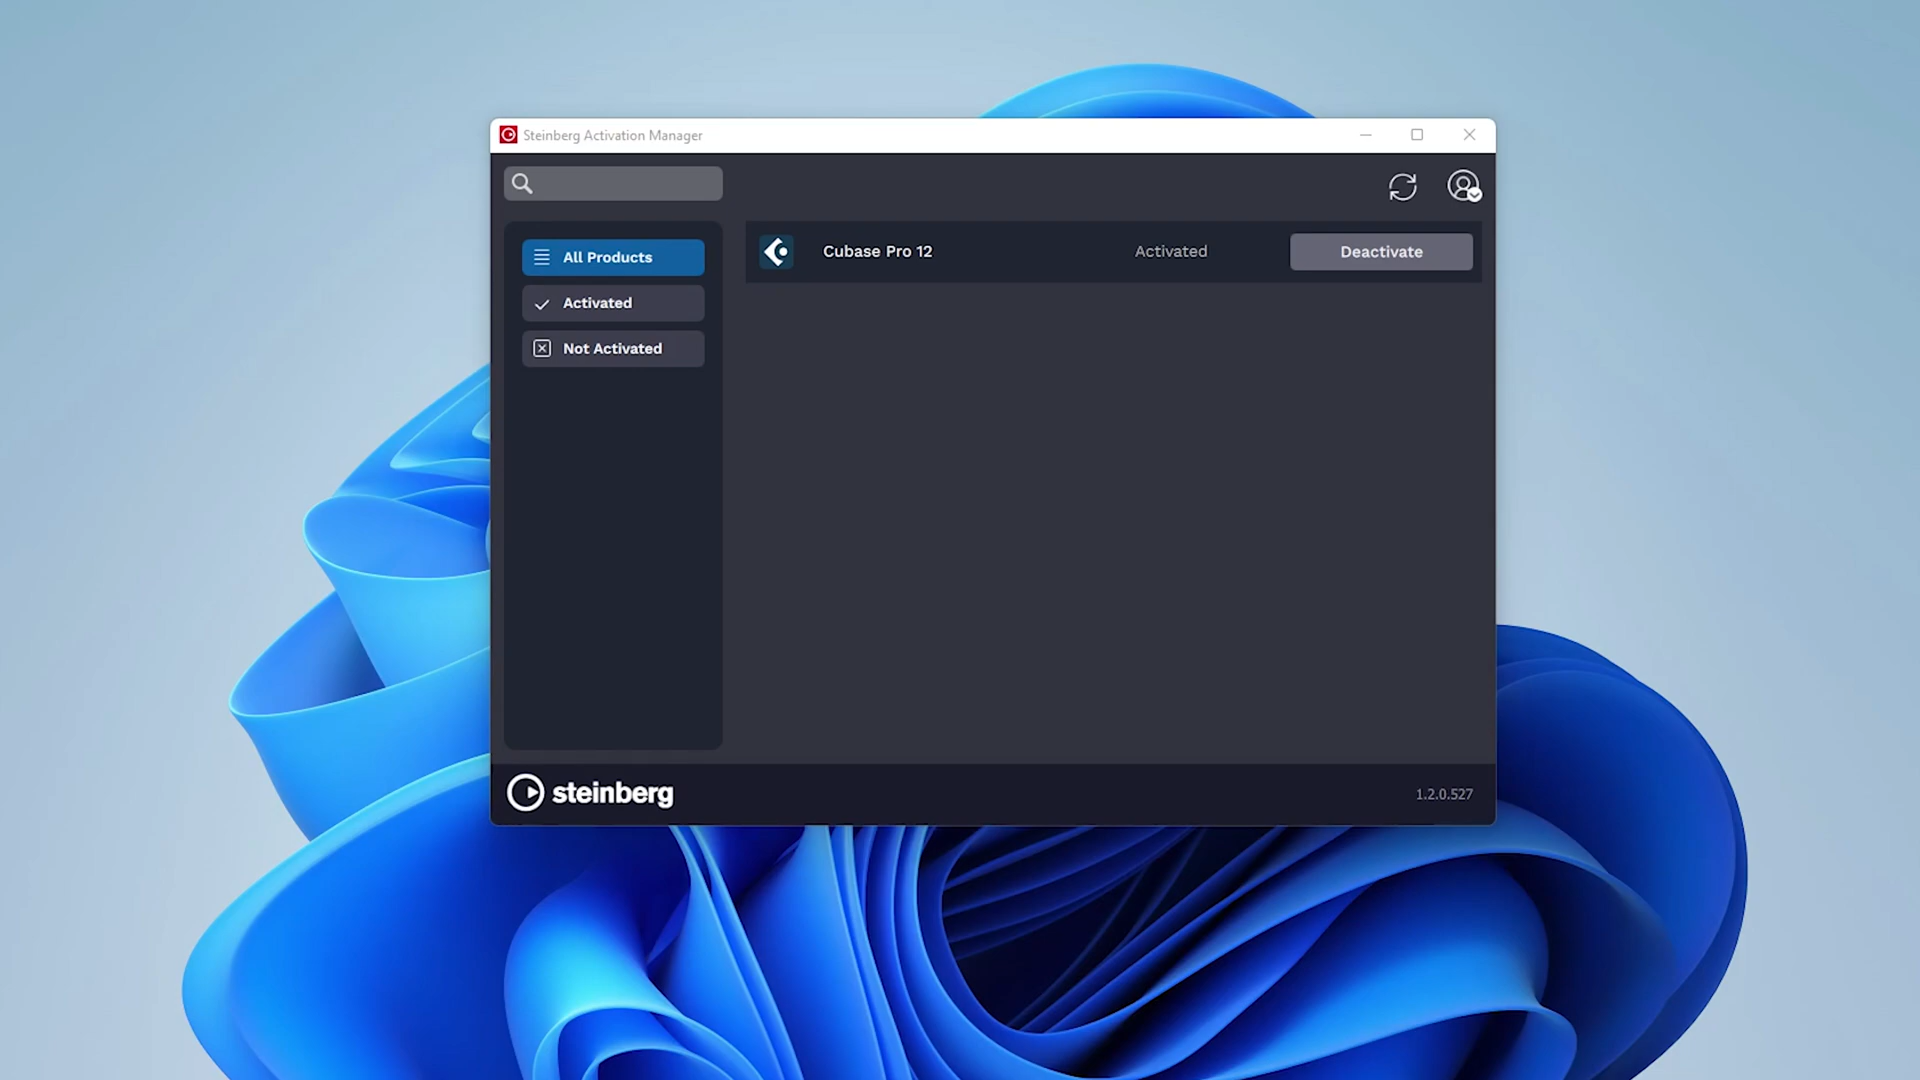 Steinberg Activation Manager
All Products
Activated
Not Activated
Cubase Pro 12
Activated
Deactivate
steinberg
1.2.0.527